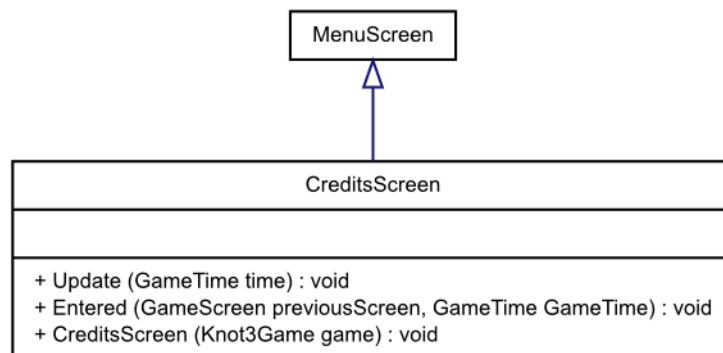 MenuScreen
CreditsScreen
+ Update (GameTime time) : void
+ Entered (GameScreen previousScreen, GameTime GameTime) : void
+ CreditsScreen (Knot3Game game) : void